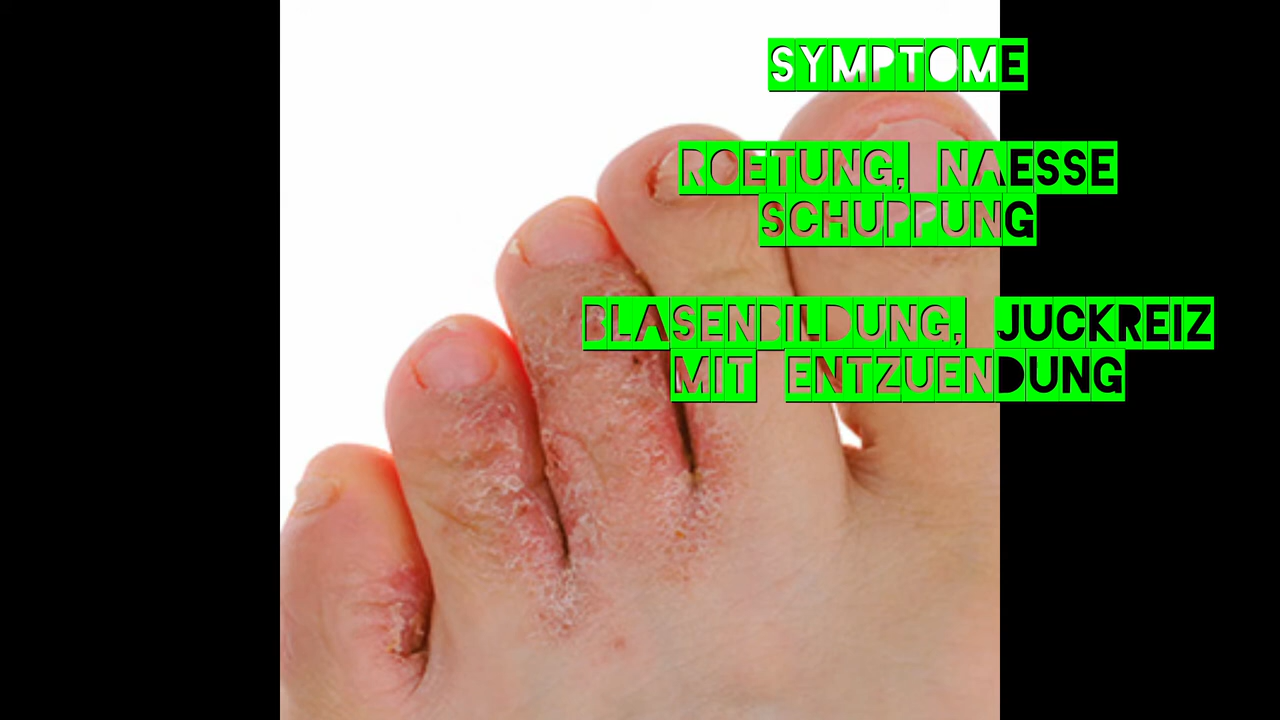 SYMPTOME
ROETUNG, NAESSE
SCHUPPUNG
BLASENBILDUNG, JUCKREIZ
MIT ENTZUENDUNG